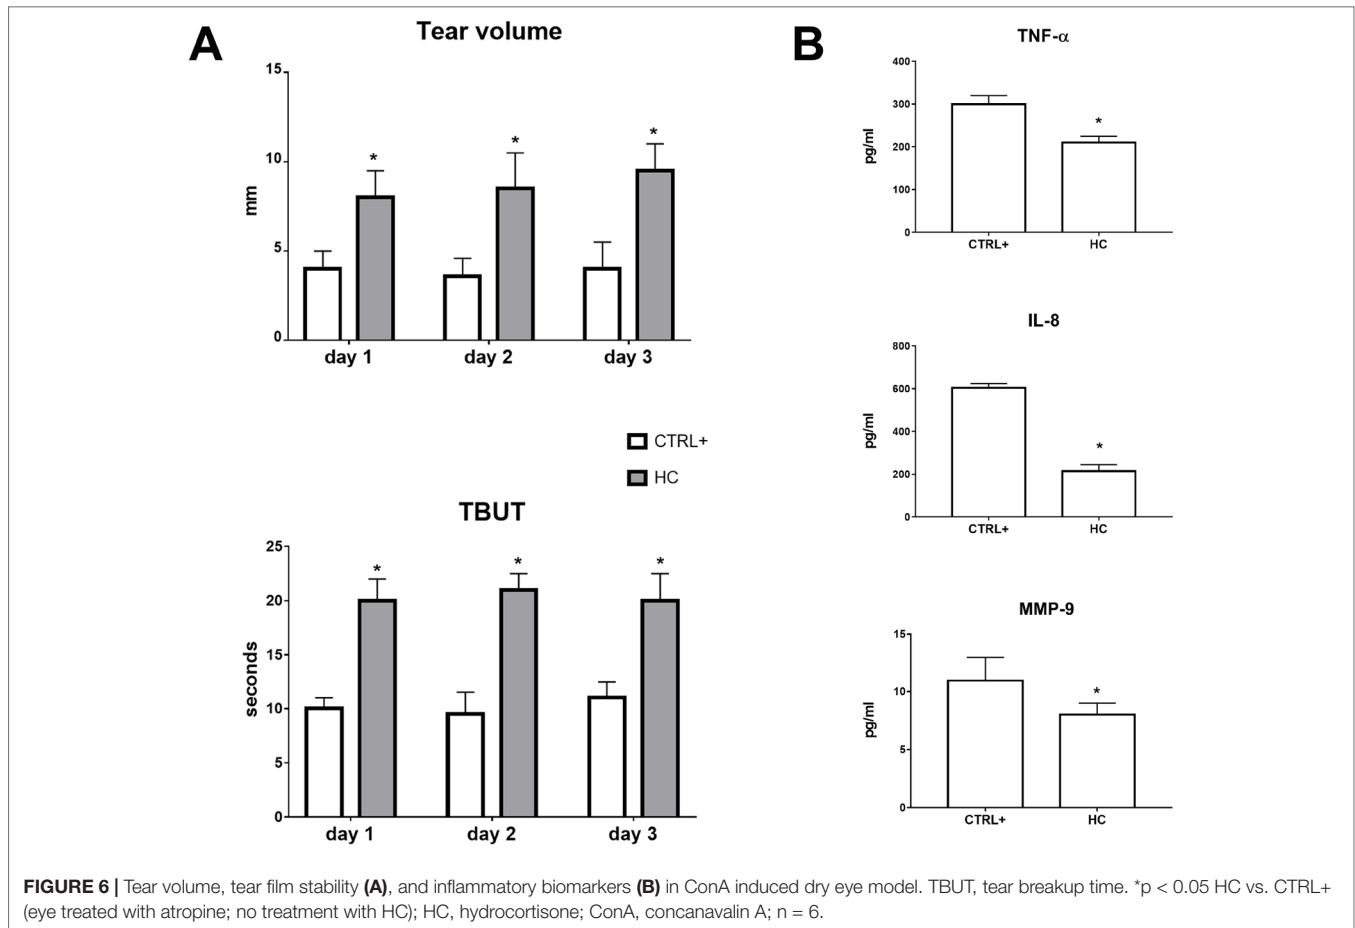 A
Tear volume
15
10
5
0
mm
* * *
day 1 day 2 day 3
CTRL+
HC
TBUT
25
20
15
10
5
0
seconds
* * *
day 1 day 2 day 3
B
TNF-α
400
300
200
100
0
pg/ml
*
CTRL+ HC
IL-8
800
600
400
200
0
pg/ml
*
CTRL+ HC
MMP-9
15
10
5
0
pg/ml
*
CTRL+ HC
FIGURE 6 | Tear volume, tear film stability (A), and inflammatory biomarkers (B) in ConA induced dry eye model. TBUT, tear breakup time. *p < 0.05 HC vs. CTRL+
(eye treated with atropine; no treatment with HC); HC, hydrocortisone; ConA, concanavalin A; n = 6.